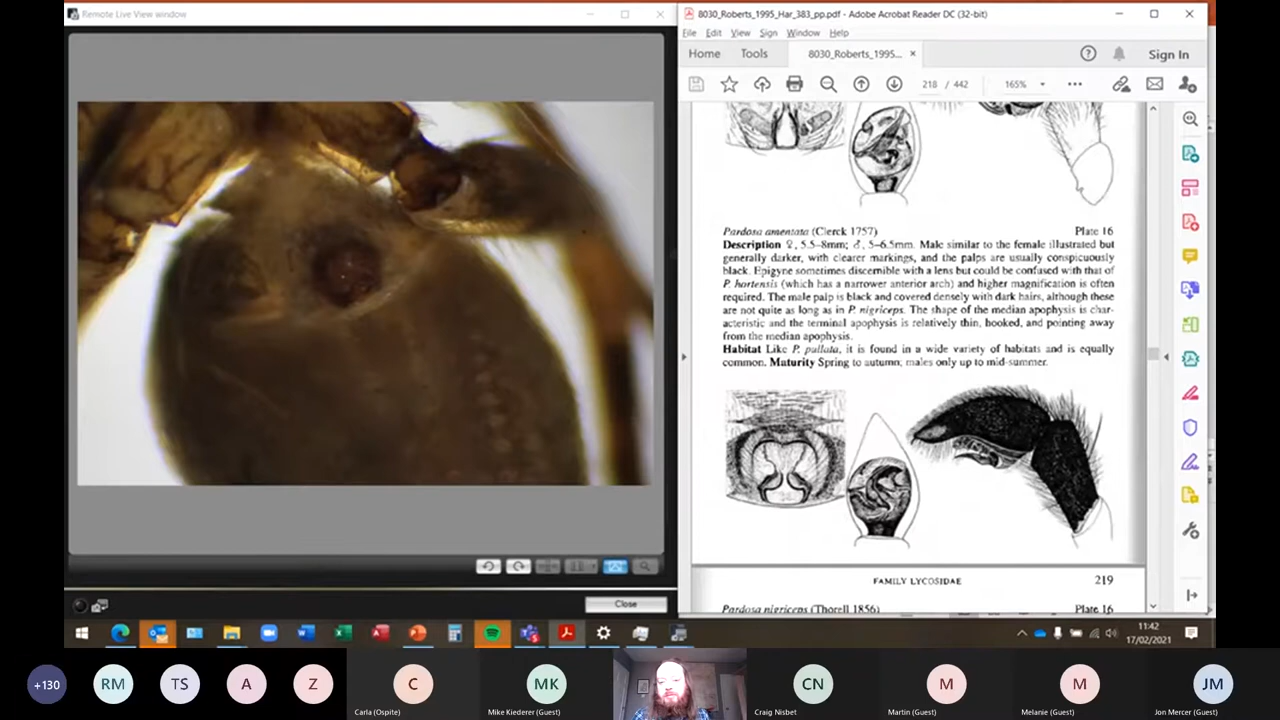 Remote Live View window
8030_Roberts_1995_Har_383_pp.pdf - Adobe Acrobat Reader DC (32-bit)
File Edit View Sign Window Help
Home Tools 8030_Roberts_1995... × Sign In
218 / 442 165%
Pardosa amentata (Clerck 1757) Plate 16
Description ♀, 5.5–8mm; ♂, 5–6.5mm. Male similar to the female illustrated but
generally darker, with clearer markings, and the palps are usually conspicuously
black. Epigyne sometimes discernible with a lens but could be confused with that of
P. hortensis (which has a narrower anterior arch) and higher magnification is often
required. The male palp is black and covered densely with dark hairs, although these
are not quite as long as in P. nigriceps. The shape of the median apophysis is char-
acteristic and the terminal apophysis is relatively thin, hooked, and pointing away
from the median apophysis.
Habitat Like P. pullata, it is found in a wide variety of habitats and is equally
common. Maturity Spring to autumn; males only up to mid-summer.
FAMILY LYCOSIDAE 219
Pardosa nigriceps (Thorell 1856) Plate 16
Close
11:42
17/02/2021
+130 RM TS A Z C MK CN M M JM
Carla (Ospite) Mike Kiederer (Guest) Craig Nisbet Martin (Guest) Melanie (Guest) Jon Mercer (Guest)